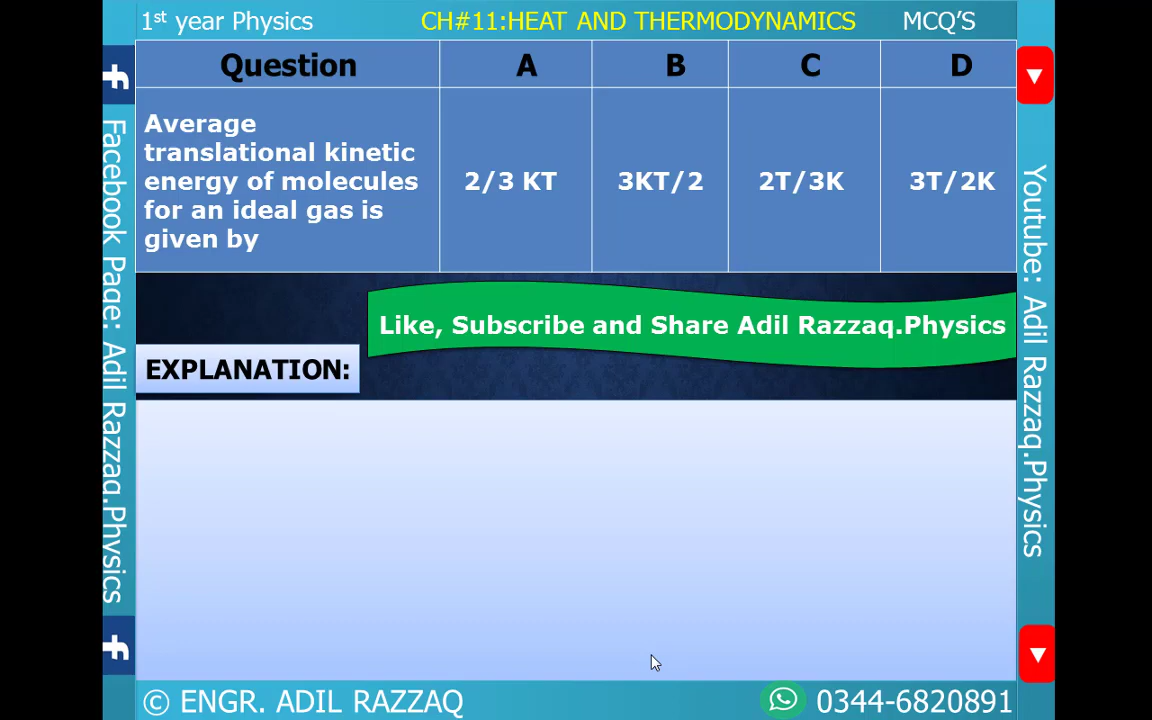 1st year Physics CH#11:HEAT AND THERMODYNAMICS MCQ'S
Question A B C D
Average
translational kinetic
energy of molecules
for an ideal gas is
given by
2/3 KT 3KT/2 2T/3K 3T/2K
Like, Subscribe and Share Adil Razzaq.Physics
EXPLANATION:
Facebook Page: Adil Razzaq.Physics
Youtube: Adil Razzaq.Physics
© ENGR. ADIL RAZZAQ 0344-6820891